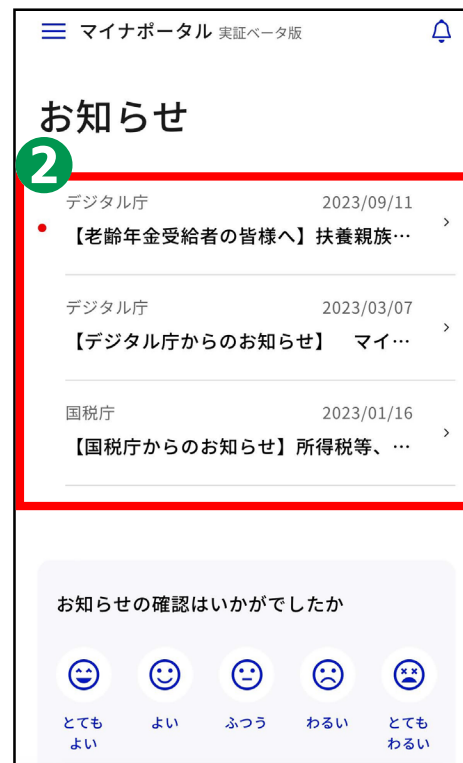 マイナポータル 実証ベータ版
お知らせ
2
デジタル庁 2023/09/11
【老齢年金受給者の皆様へ】扶養親族…
デジタル庁 2023/03/07
【デジタル庁からのお知らせ】　マイ…
国税庁 2023/01/16
【国税庁からのお知らせ】所得税等、…
お知らせの確認はいかがでしたか
とても よい ふつう わるい とても
よい わるい